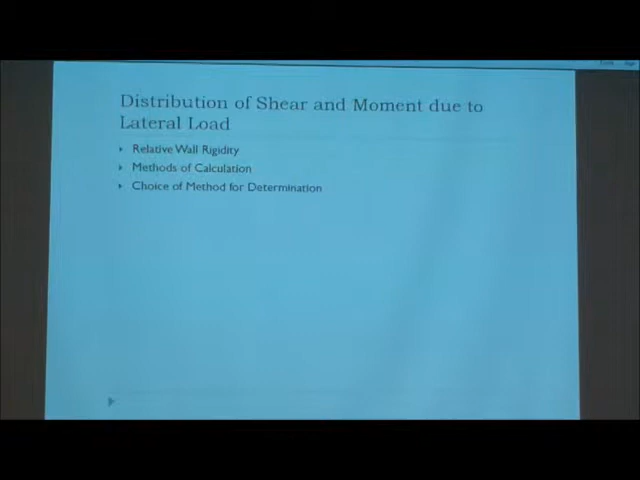 Distribution of Shear and Moment due to
Lateral Load
Relative Wall Rigidity
Methods of Calculation
Choice of Method for Determination